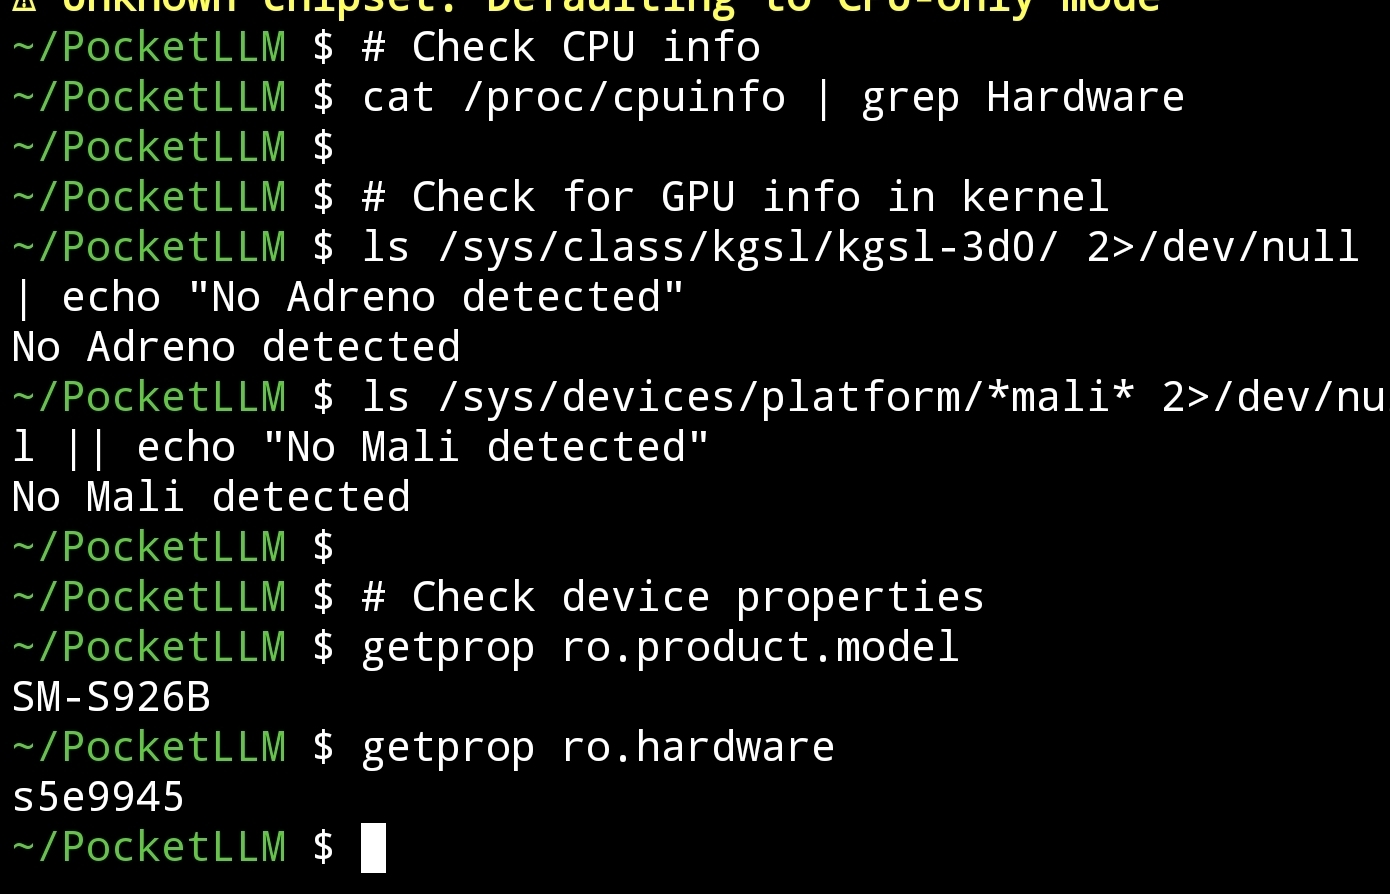 ⚠ Unknown chipset. Defaulting to CPU-only mode
~/PocketLLM $ # Check CPU info
~/PocketLLM $ cat /proc/cpuinfo | grep Hardware
~/PocketLLM $
~/PocketLLM $ # Check for GPU info in kernel
~/PocketLLM $ ls /sys/class/kgsl/kgsl-3d0/ 2>/dev/null
| echo "No Adreno detected"
No Adreno detected
~/PocketLLM $ ls /sys/devices/platform/*mali* 2>/dev/nu
l || echo "No Mali detected"
No Mali detected
~/PocketLLM $
~/PocketLLM $ # Check device properties
~/PocketLLM $ getprop ro.product.model
SM-S926B
~/PocketLLM $ getprop ro.hardware
s5e9945
~/PocketLLM $